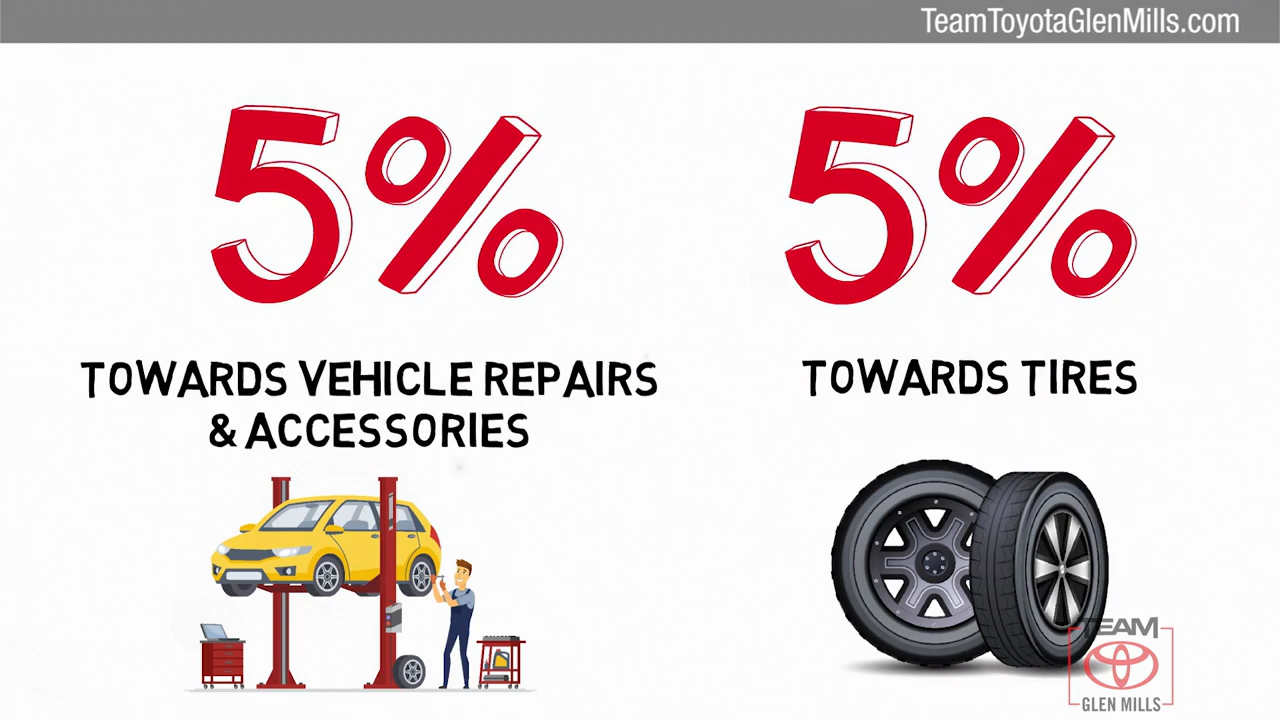 TeamToyotaGlenMills.com
5%
TOWARDS VEHICLE REPAIRS
& ACCESSORIES
5%
TOWARDS TIRES
TEAM
GLEN MILLS